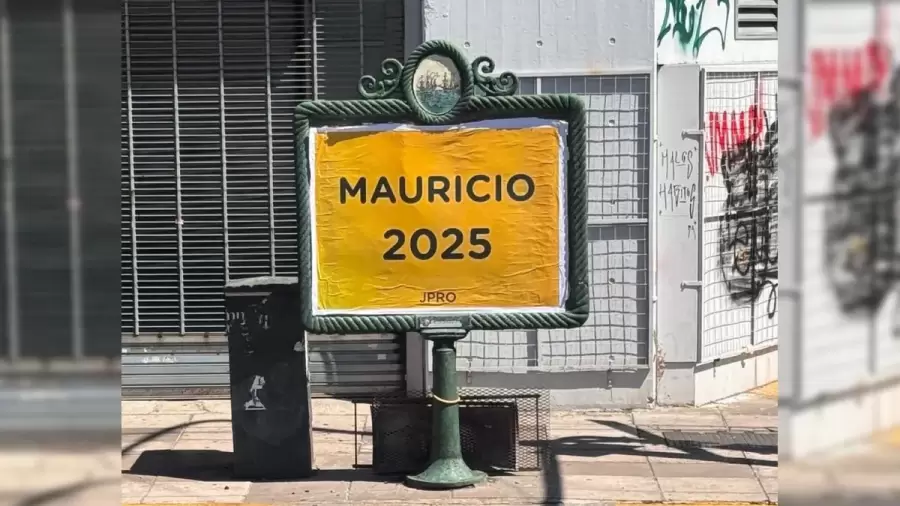 MAURICIO
2025
JPRO
MALOS
HABITOS